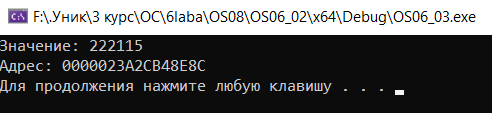 F:\.Уник\3 курс\ОС\6laba\OS08\OS06_02\x64\Debug\OS06_03.exe
Значение: 222115
Адрес: 0000023A2CB48E8C
Для продолжения нажмите любую клавишу . . .